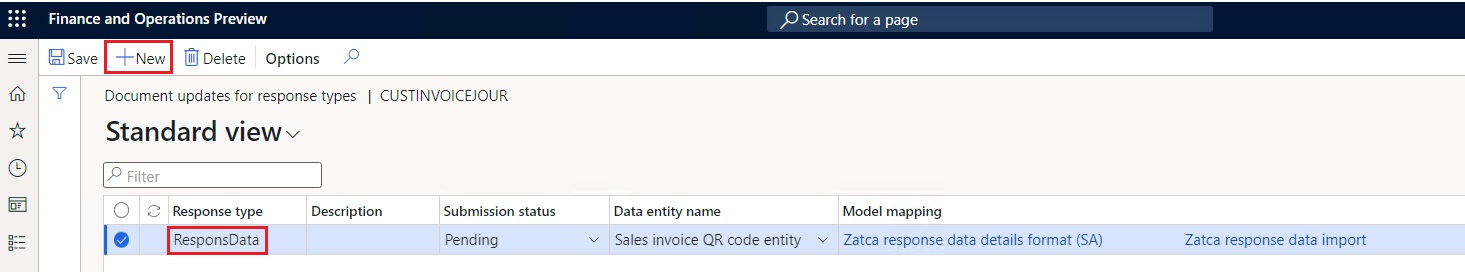 Finance and Operations Preview
Search for a page
Save New Delete Options
Document updates for response types | CUSTINVOICEJOUR
Standard view
Filter
Response type Description Submission status Data entity name Model mapping
ResponsData Pending Sales invoice QR code entity Zatca response data details format (SA) Zatca response data import